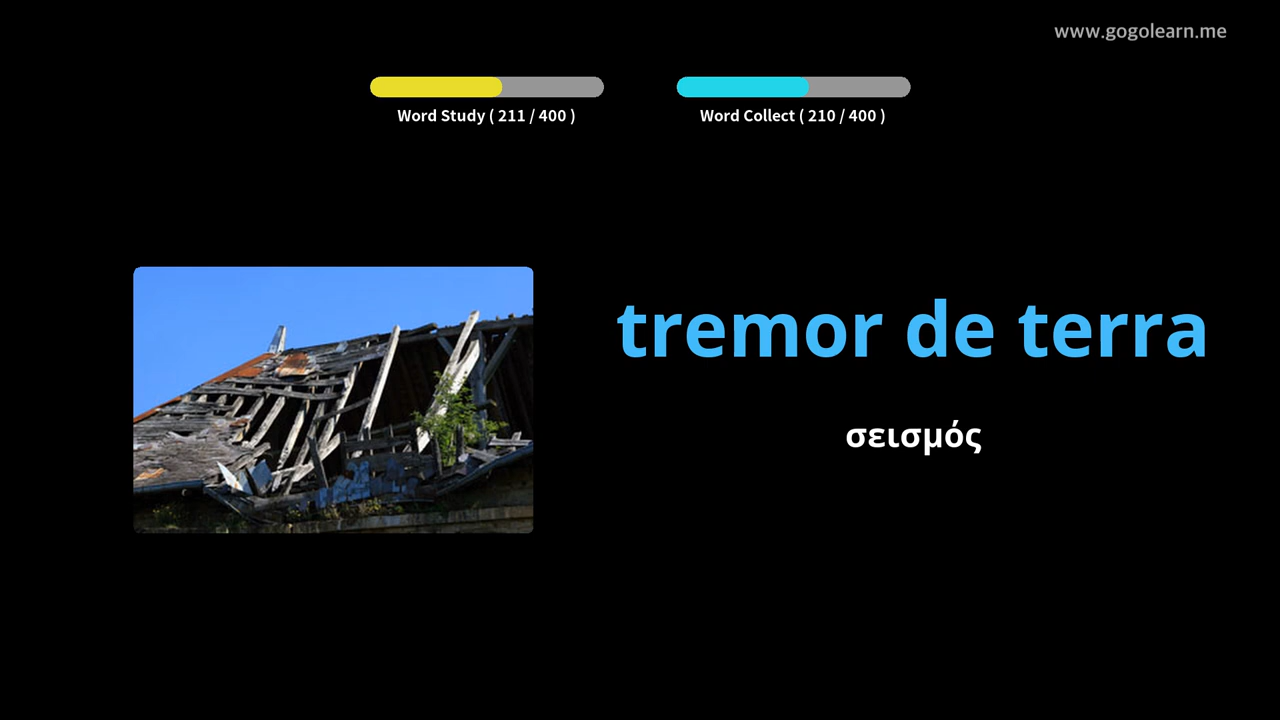 www.gogolearn.me
Word Study ( 211 / 400 )
Word Collect ( 210 / 400 )
tremor de terra
σεισμός